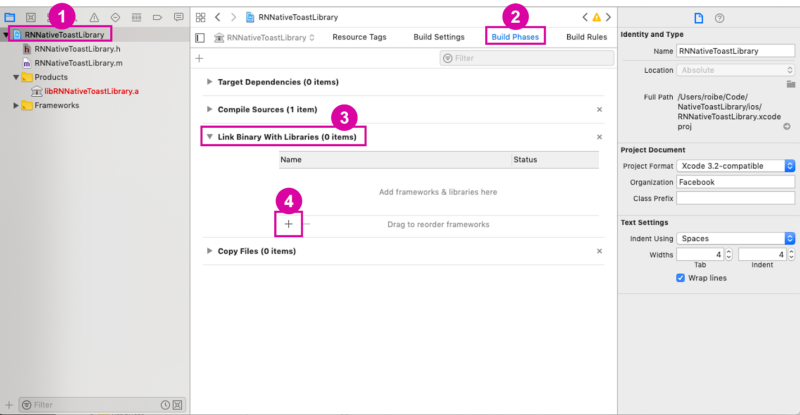 1
RNNativeToastLibrary
RNNativeToastLibrary.h
m RNNativeToastLibrary.m
Products
libRNNativeToastLibrary.a
Frameworks
Filter
RNNativeToastLibrary
2
RNNativeToastLibrary
Resource Tags
Build Settings
Build Phases
Build Rules
Filter
Target Dependencies (0 items)
Compile Sources (1 item)
3
Link Binary With Libraries (0 items)
Name Status
Add frameworks & libraries here
4
Drag to reorder frameworks
Copy Files (0 items)
Identity and Type
Name RNNativeToastLibrary
Location Absolute
Full Path /Users/roibe/Code/
NativeToastLibrary/ios/
RNNativeToastLibrary.xcode
proj
Project Document
Project Format Xcode 3.2-compatible
Organization Facebook
Class Prefix
Text Settings
Indent Using Spaces
Widths 4 4
Tab Indent
Wrap lines